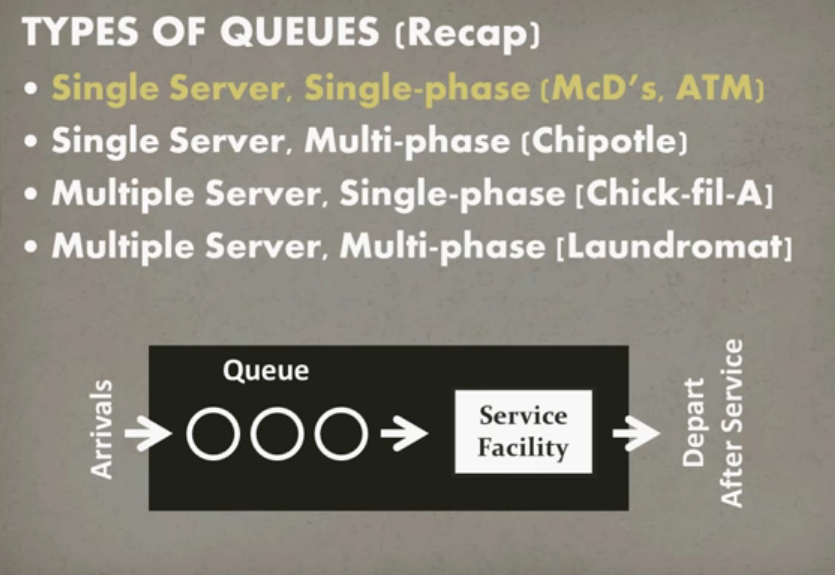 TYPES OF QUEUES (Recap)
• Single Server, Single-phase (McD's, ATM)
• Single Server, Multi-phase (Chipotle)
• Multiple Server, Single-phase [Chick-fil-A]
• Multiple Server, Multi-phase [Laundromat]
Arrivals
Queue
Service
Facility
Depart
After Service